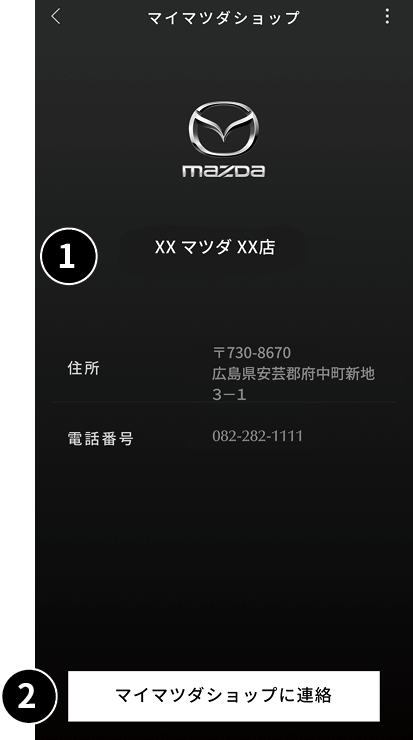 マイマツダショップ
mazda
1
XX マツダ XX店
住所
〒730-8670
広島県安芸郡府中町新地
３－１
電話番号
082-282-1111
2
マイマツダショップに連絡